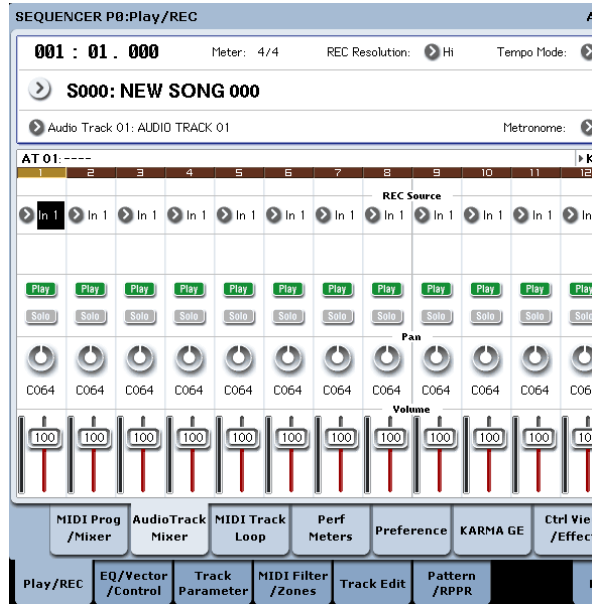 SEQUENCER P0:Play/REC
001 : 01 . 000 Meter: 4/4 REC Resolution: Hi Tempo Mode:
S000: NEW SONG 000
Audio Track 01: AUDIO TRACK 01 Metronome:
AT 01:----
1 2 3 4 5 6 7 8 9 10 11 12
REC Source
In 1 In 1 In 1 In 1 In 1 In 1 In 1 In 1 In 1 In 1 In 1 In
Play Play Play Play Play Play Play Play Play Play Play Play
Solo Solo Solo Solo Solo Solo Solo Solo Solo Solo Solo Solo
Pan
C064 C064 C064 C064 C064 C064 C064 C064 C064 C064 C064 C06
Volume
100 100 100 100 100 100 100 100 100 100 100 10
MIDI Prog /Mixer AudioTrack Mixer MIDI Track Loop Perf Meters Preference KARMA GE Ctrl Vie /Effec
Play/REC EQ/Vector /Control Track Parameter MIDI Filter /Zones Track Edit Pattern /RPPR